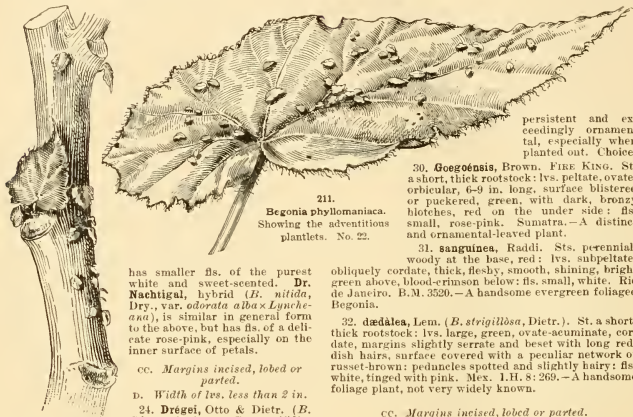 211.
Begonia phyllomaniaca.
Showing the adventitious
plantlets. No. 22.
has smaller fls. of the purest
white and sweet-scented. Dr.
Nachtigal, hybrid (B. nitida,
Dry., var. odorata alba× Lynche-
ana), is similar in general form
to the above, but has fls. of a deli-
cate rose-pink, especially on the
inner surface of petals.
CC. Margins incised, lobed or
parted.
D. Width of lvs. less than 2 in.
24. Drégei, Otto & Dietr. (B.
persistent and ex
ceedingly ornamen
tal, especially when
planted out. Choice
30. Goegoénsis, Brown. FIRE KING. St
a short, thick rootstock: lvs. peltate, ovate
orbicular, 6-9 in. long, surface blistered
or puckered, green, with dark, bronzy
blotches, red on the under side: fls
small, rose-pink. Sumatra.—A distinc
and ornamental-leaved plant.
31. sanguínea, Raddi. Sts. perennial
woody at the base, red: lvs. subpeltate
obliquely cordate, thick, fleshy, smooth, shining, brigh
green above, blood-crimson below: fls. small, white. Rio
de Janeiro. B.M. 3520.—A handsome evergreen foliaged
Begonia.
32. dædàlea, Lem. (B. strigillòsa, Dietr.). St. a short
thick rootstock: lvs. large, green, ovate-acuminate, cor
date, margins slightly serrate and beset with long red
dish hairs, surface covered with a peculiar network o
russet-brown: peduncles spotted and slightly hairy: fls
white, tinged with pink. Mex. I.H. 8:269.—A handsome
foliage plant, not very widely known.
CC. Margins incised, lobed or parted.